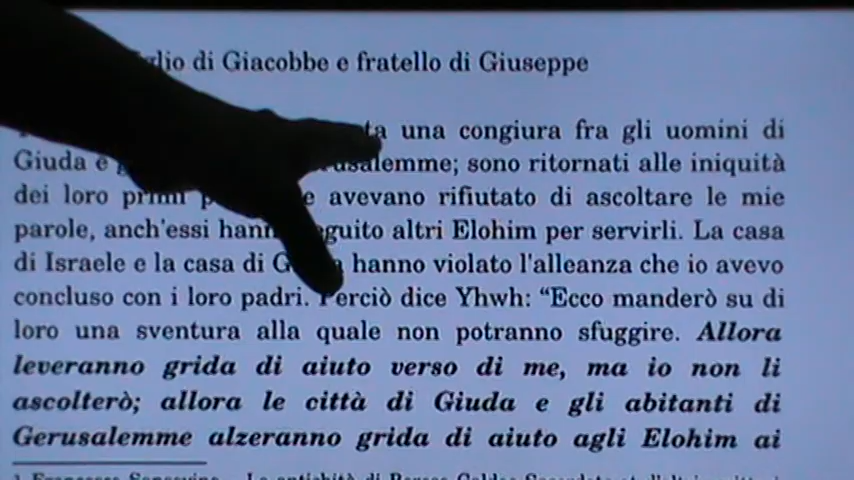 glio di Giacobbe e fratello di Giuseppe
una congiura fra gli uomini di
Giuda e salemme; sono ritornati alle iniquità
dei loro primi avevano rifiutato di ascoltare le mie
parole, anch'essi hann guito altri Elohim per servirli. La casa
di Israele e la casa di G hanno violato l'alleanza che io avevo
concluso con i loro padri. Perciò dice Yhwh: “Ecco manderò su di
loro una sventura alla quale non potranno sfuggire. Allora
leveranno grida di aiuto verso di me, ma io non li
ascolterò; allora le città di Giuda e gli abitanti di
Gerusalemme alzeranno grida di aiuto agli Elohim ai